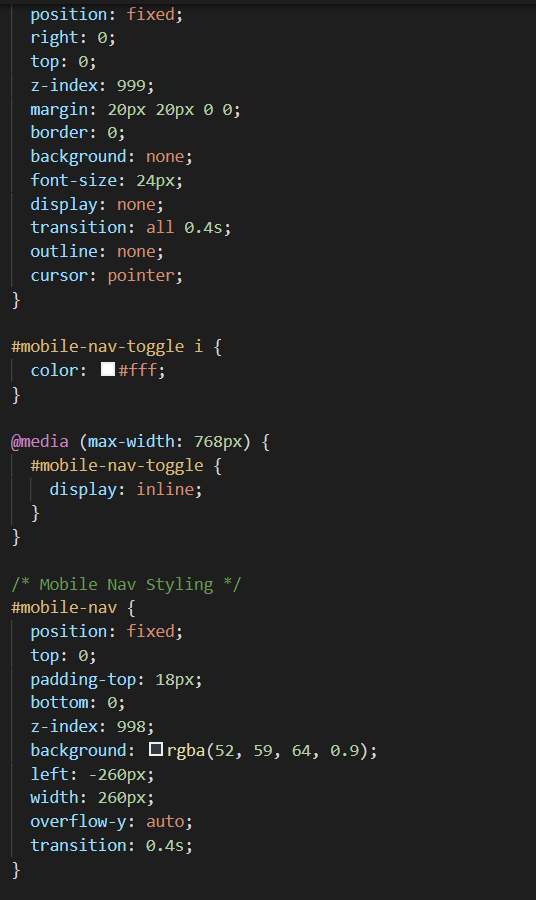 position: fixed;
right: 0;
top: 0;
z-index: 999;
margin: 20px 20px 0 0;
border: 0;
background: none;
font-size: 24px;
display: none;
transition: all 0.4s;
outline: none;
cursor: pointer;
}
#mobile-nav-toggle i {
color: #fff;
}
@media (max-width: 768px) {
#mobile-nav-toggle {
display: inline;
}
}
/* Mobile Nav Styling */
#mobile-nav {
position: fixed;
top: 0;
padding-top: 18px;
bottom: 0;
z-index: 998;
background: rgba(52, 59, 64, 0.9);
left: -260px;
width: 260px;
overflow-y: auto;
transition: 0.4s;
}